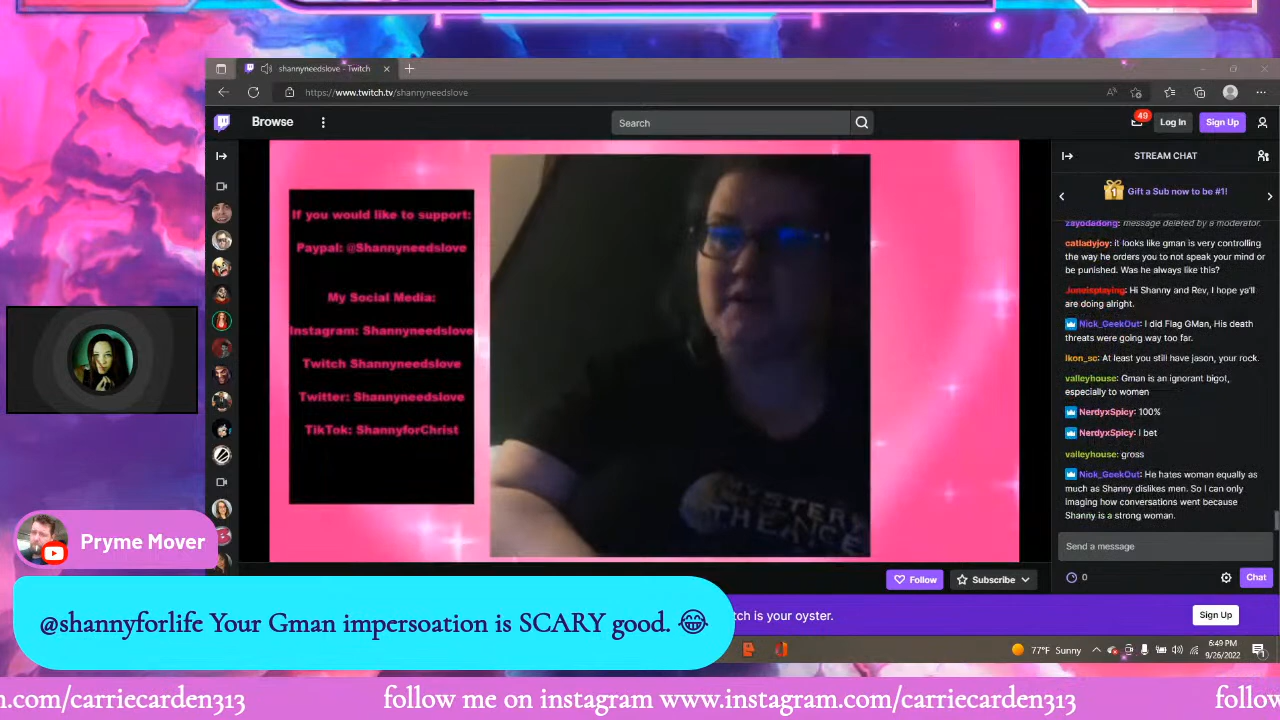 shannyneedslove - Twitch
https://www.twitch.tv/shannyneedslove
Browse
Search
49
Log In
Sign Up
If you would like to support:
Paypal: @Shannyneedslove
My Social Media:
Instagram: Shannyneedslove
Twitch Shannyneedslove
Twitter: Shannyneedslove
TikTok: ShannyforChrist
MYSTERY
STREAM CHAT
1
Gift a Sub now to be #1!
zayodadong: message deleted by a moderator.
catladyjoy: it looks like gman is very controlling
the way he orders you to not speak your mind or
be punished. Was he always like this?
Hi Shanny and Rev, I hope ya'll
are doing alright.
Nick_GeekOut: I did Flag GMan, His death
threats were going way too far.
Ikon_sc: At least you still have jason, your rock.
valleyhouse: Gman is an ignorant bigot,
especially to women
NerdyxSpicy: 100%
NerdyxSpicy: I bet
valleyhouse: gross
Nick_GeekOut: He hates woman equally as
much as Shanny dislikes men. So I can only
imaging how conversations went because
Shanny is a strong woman.
Send a message
0
Chat
Follow
Subscribe
tch is your oyster.
Sign Up
77°F Sunny
6:49 PM
9/26/2022
Pryme Mover
@shannyforlife Your Gman impersoation is SCARY good. 😂
m.com/carriecarden313
follow me on instagram www.instagram.com/carriecarden313
follow